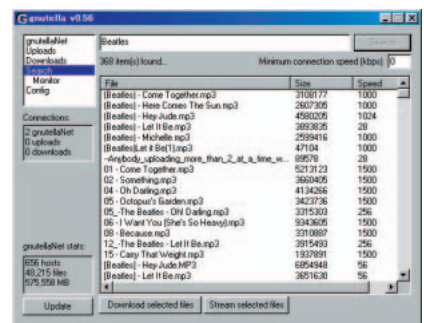 gnutella v0.56
gnutellaNet
Uploads
Downloads
Search
Monitor
Config
Connections:
2 gnutellaNet
0 uploads
0 downloads
gnutellaNet stats:
656 hosts
48,215 files
575,558 MB
Update
Beatles
Search
368 item(s) found...
Minimum connection speed (kbps) 0
File Size Speed
(Beatles) - Come Together.mp3 3108177 1000
(Beatles) - Here Comes The Sun.mp3 2607305 1000
(Beatles) - Hey Jude.mp3 4580205 1024
(Beatles) - Let It Be.mp3 3893835 28
(Beatles) - Michelle.mp3 2599416 1000
(Beatles)Let it Be(1).mp3 47104 1000
~Anybody_uploading_more_than_2_at_a_time_w... 89578 28
01 - Come Together.mp3 5213123 1500
02 - Something.mp3 3660405 1500
04 - Oh Darling.mp3 4134266 1500
05 - Octopus's Garden.mp3 3423736 1500
05_-The Beatles - Oh! Darling.mp3 3315303 256
06 - I Want You (She's So Heavy).mp3 9343605 1500
08 - Because.mp3 3310887 1500
12_-The Beatles - Let It Be.mp3 3915493 256
15 - Carry That Weight.mp3 1937891 1500
[Beatles] - Hey Jude.MP3 6854948 56
[Beatles] - Let It Be.mp3 3651630 56
Download selected files
Stream selected files